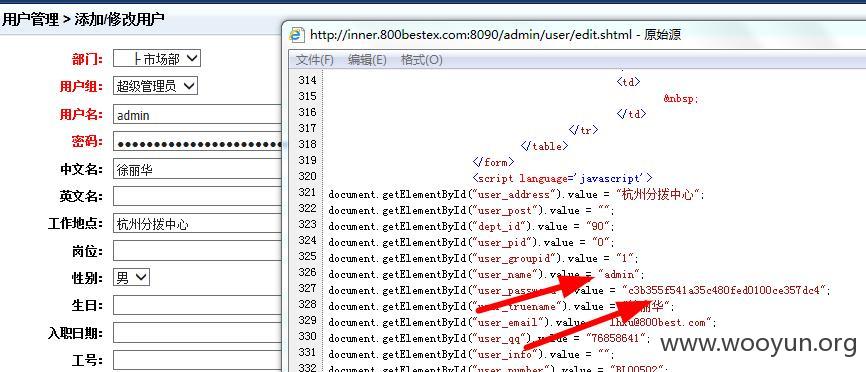 用户管理 > 添加/修改用户
部门:
├市场部
用户组:
超级管理员
用户名:
admin
密码:
●●●●●●●●●●●●●●●●●●●●●●●●
中文名:
徐丽华
英文名:
工作地点:
杭州分拨中心
岗位:
性别:
男
生日:
入职日期:
工号:
http://inner.800bestex.com:8090/admin/user/edit.shtml - 原始源
文件(F) 编辑(E) 格式(O)
314 <td>
315 &nbsp;
316 </td>
317 </tr>
318 </table>
319 </form>
320 <script language='javascript'>
321 document.getElementById("user_address").value = "杭州分拨中心";
322 document.getElementById("user_post").value = "";
323 document.getElementById("dept_id").value = "90";
324 document.getElementById("user_pid").value = "0";
325 document.getElementById("user_groupid").value = "1";
326 document.getElementById("user_name").value = "admin";
327 document.getElementById("user_password").value = "c3b355f541a35c480fed0100ce357dc4";
328 document.getElementById("user_truename").value = "徐丽华";
329 document.getElementById("user_email").value = "lhxu@800best.com";
330 document.getElementById("user_qq").value = "76858641";
331 document.getElementById("user_info").value = "";
332 document.getElementById("user_number").value = "BL00502";
www.wooyun.org